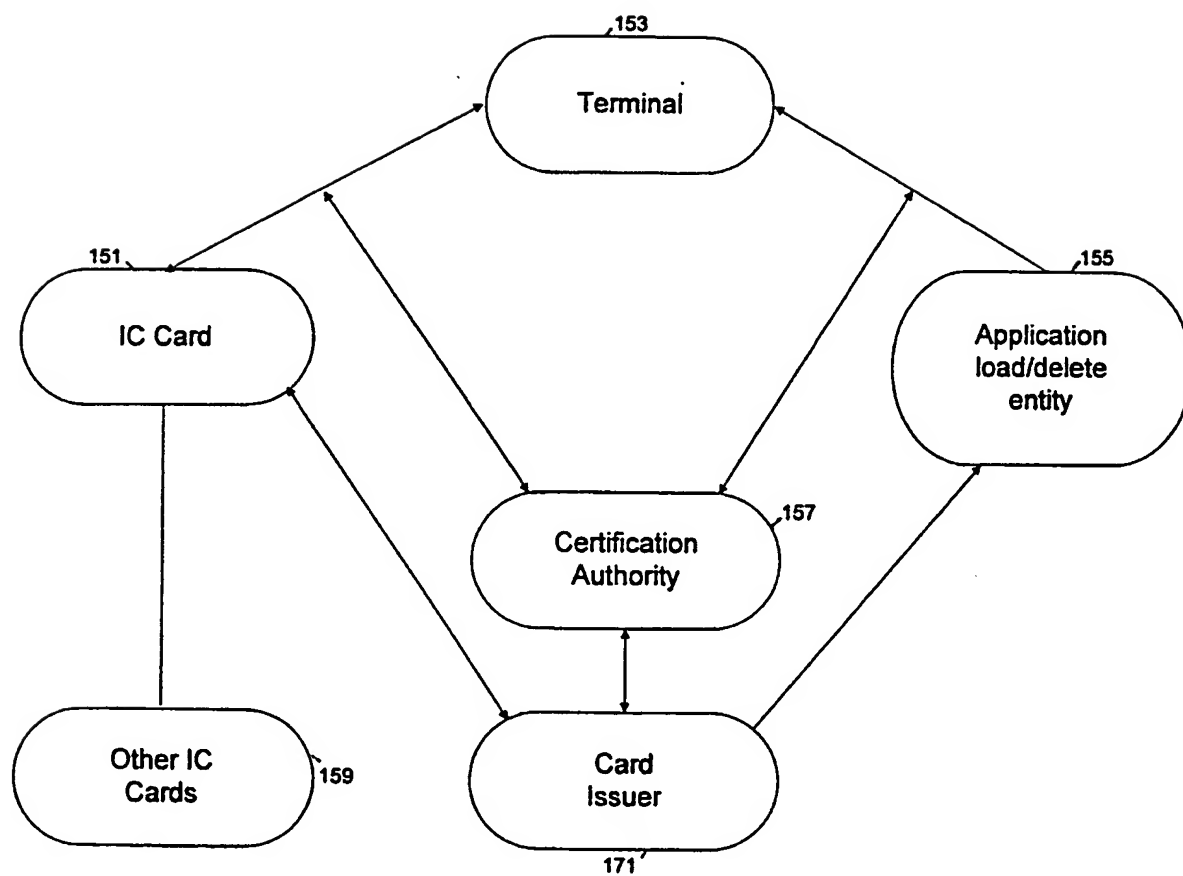 153
Terminal
151
IC Card
155
Application
load/delete
entity
157
Certification
Authority
Other IC
Cards
159
Card
Issuer
171